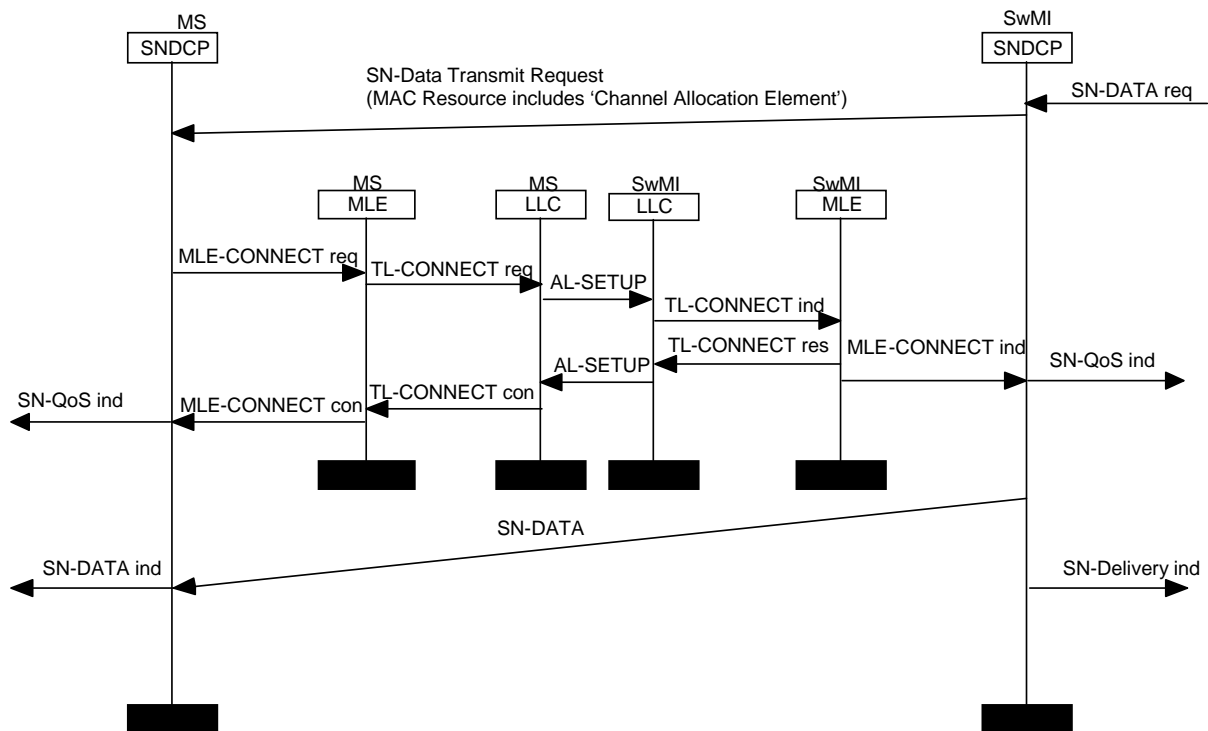 MS
SwMI
SNDCP
SNDCP
SN-Data Transmit Request
(MAC Resource includes ‘Channel Allocation Element’)
SN-DATA req
MS
MS
SwMI
SwMI
MLE
LLC
LLC
MLE
MLE-CONNECT req
TL-CONNECT req
AL-SETUP
TL-CONNECT ind
TL-CONNECT res
MLE-CONNECT ind
SN-QoS ind
AL-SETUP
TL-CONNECT con
SN-QoS ind
MLE-CONNECT con
SN-DATA
SN-DATA ind
SN-Delivery ind